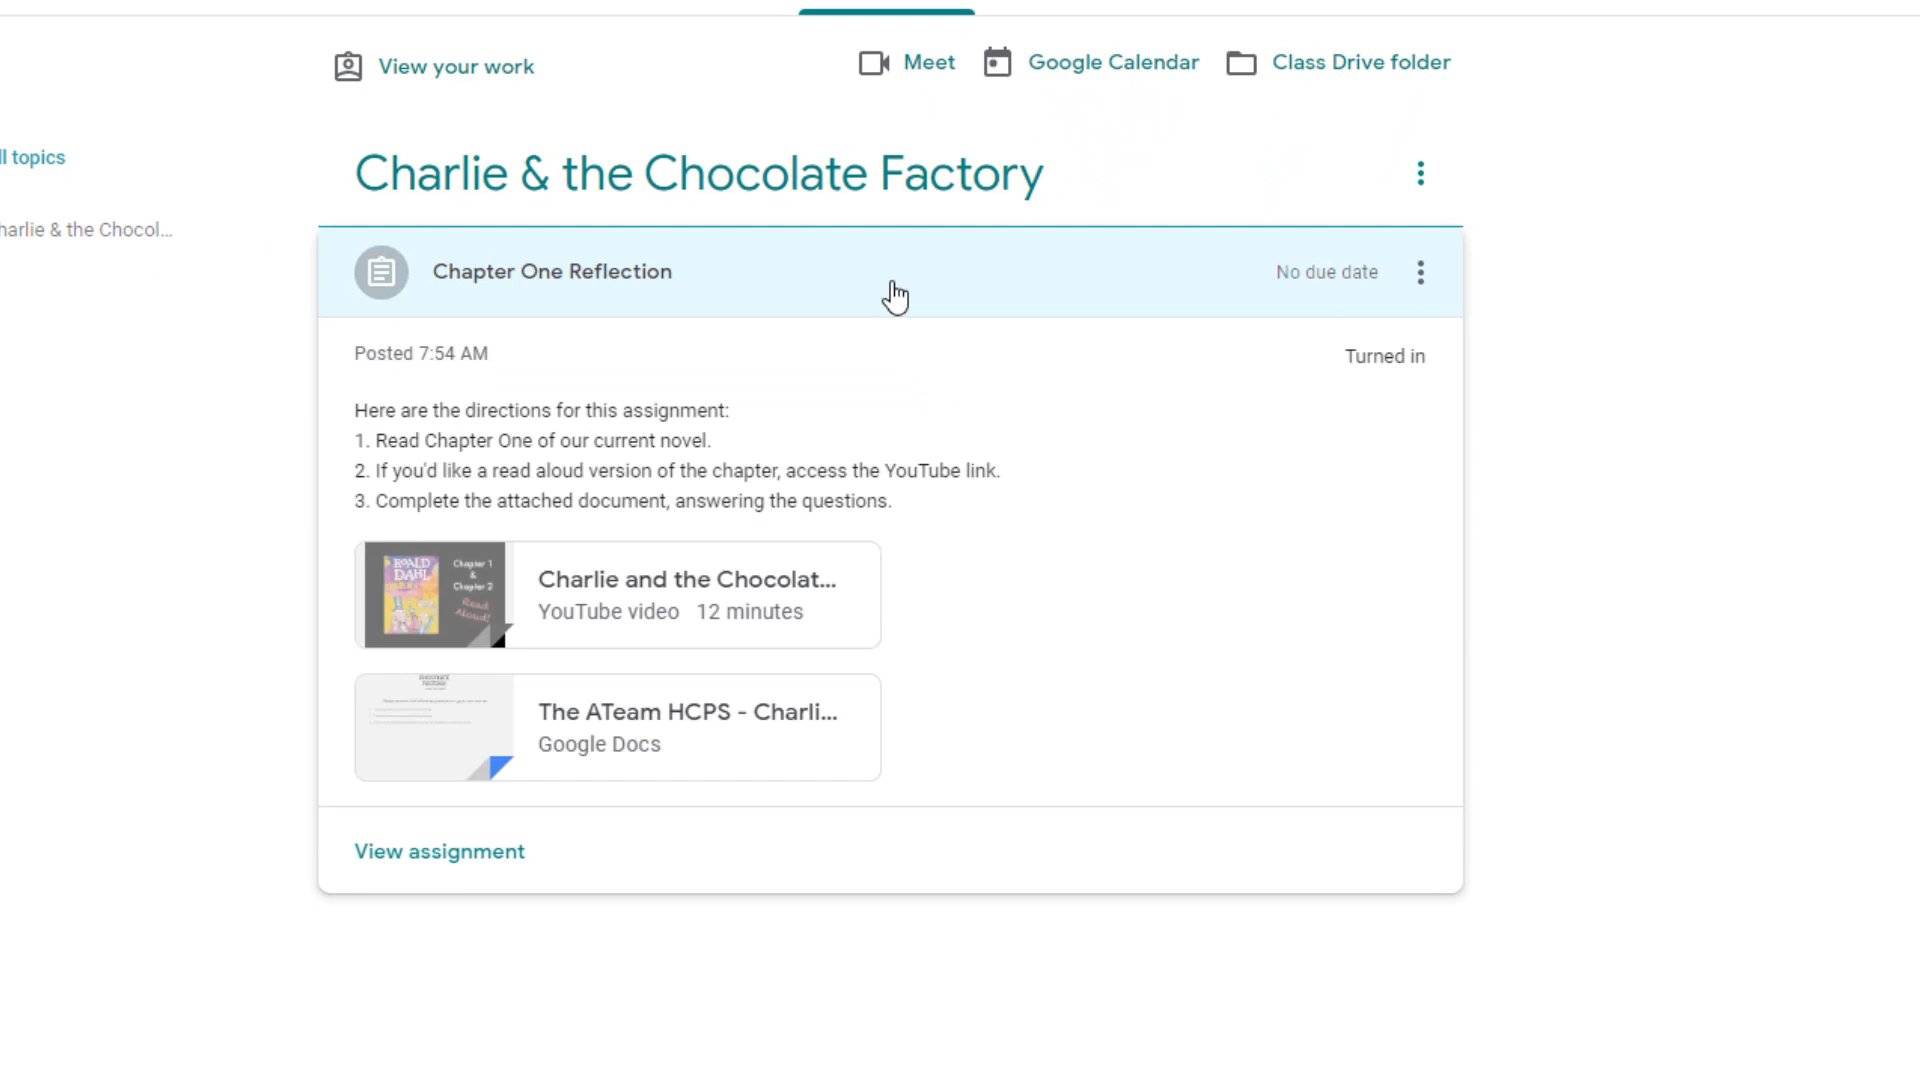 View your work
Meet
Google Calendar
Class Drive folder
ll topics
Charlie & the Chocolate Factory
harlie & the Chocol...
Chapter One Reflection
No due date
Posted 7:54 AM
Turned in
Here are the directions for this assignment:
1. Read Chapter One of our current novel.
2. If you'd like a read aloud version of the chapter, access the YouTube link.
3. Complete the attached document, answering the questions.
ROALD
DAHL
Chapter 1
&
Chapter 2
Read
Aloud!
Charlie and the Chocolat...
YouTube video 12 minutes
The ATeam HCPS - Charli...
Google Docs
View assignment